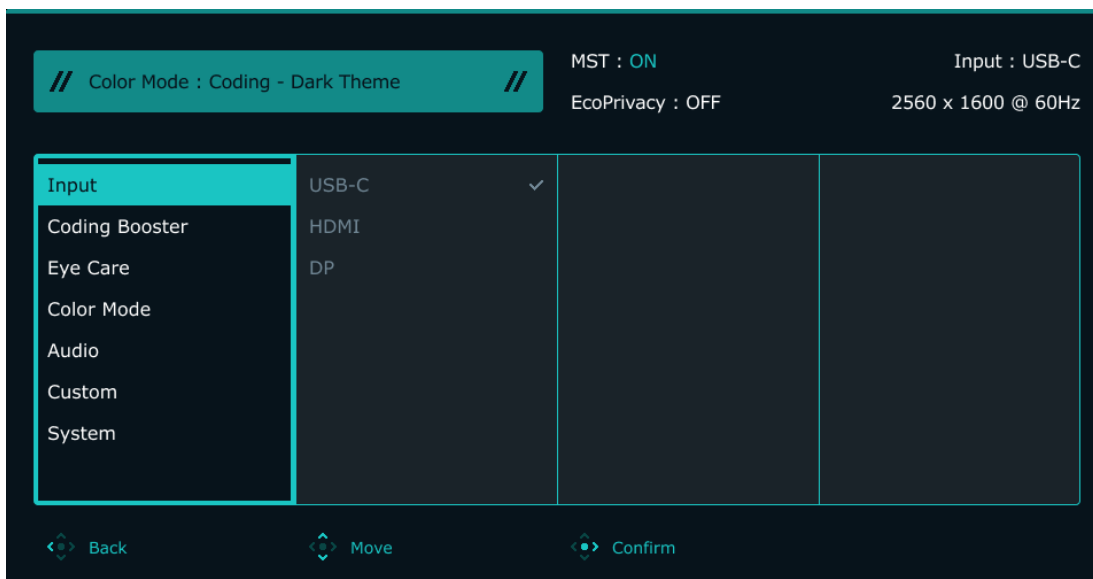 Color Mode : Coding - Dark Theme
MST : ON
Input : USB-C
EcoPrivacy : OFF
2560 x 1600 @ 60Hz
Input
USB-C
Coding Booster
HDMI
Eye Care
DP
Color Mode
Audio
Custom
System
Back
Move
Confirm